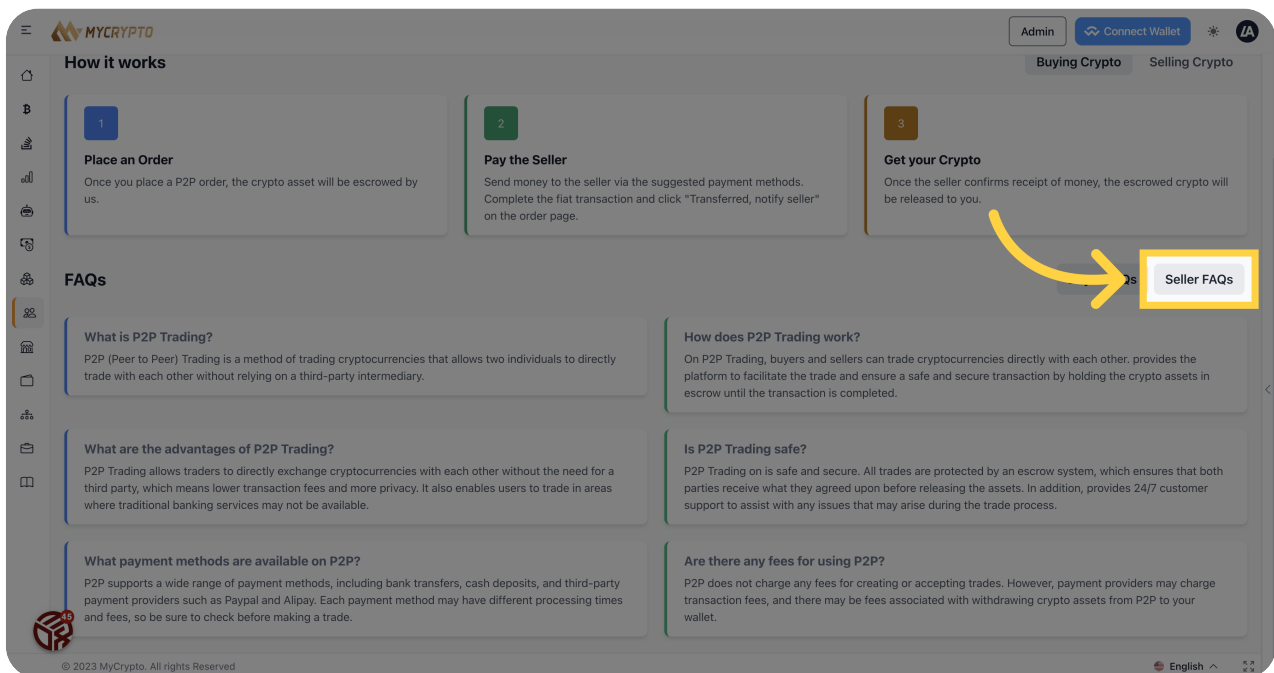 MYCRYPTO
Admin
Connect Wallet
How it works
Buying Crypto
Selling Crypto
1
2
3
Place an Order
Once you place a P2P order, the crypto asset will be escrowed by
us.
Pay the Seller
Send money to the seller via the suggested payment methods.
Complete the fiat transaction and click "Transferred, notify seller"
on the order page.
Get your Crypto
Once the seller confirms receipt of money, the escrowed crypto will
be released to you.
FAQs
Seller FAQs
What is P2P Trading?
P2P (Peer to Peer) Trading is a method of trading cryptocurrencies that allows two individuals to directly
trade with each other without relying on a third-party intermediary.
How does P2P Trading work?
On P2P Trading, buyers and sellers can trade cryptocurrencies directly with each other. provides the
platform to facilitate the trade and ensure a safe and secure transaction by holding the crypto assets in
escrow until the transaction is completed.
What are the advantages of P2P Trading?
P2P Trading allows traders to directly exchange cryptocurrencies with each other without the need for a
third party, which means lower transaction fees and more privacy. It also enables users to trade in areas
where traditional banking services may not be available.
Is P2P Trading safe?
P2P Trading on is safe and secure. All trades are protected by an escrow system, which ensures that both
parties receive what they agreed upon before releasing the assets. In addition, provides 24/7 customer
support to assist with any issues that may arise during the trade process.
What payment methods are available on P2P?
P2P supports a wide range of payment methods, including bank transfers, cash deposits, and third-party
payment providers such as Paypal and Alipay. Each payment method may have different processing times
and fees, so be sure to check before making a trade.
Are there any fees for using P2P?
P2P does not charge any fees for creating or accepting trades. However, payment providers may charge
transaction fees, and there may be fees associated with withdrawing crypto assets from P2P to your
wallet.
45
© 2023 MyCrypto. All rights Reserved
English